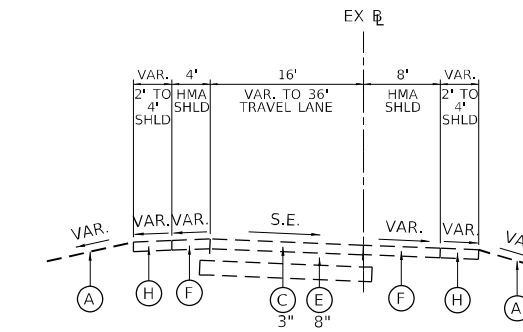 EX BL
VAR. 4' 16' 8' VAR.
2' TO 4' SHLD HMA SHLD VAR. TO 36' TRAVEL LANE HMA SHLD 2' TO 4' SHLD
VAR. VAR. VAR. S.E. VAR. VAR. VA
A H F C E F H A
3" 8"